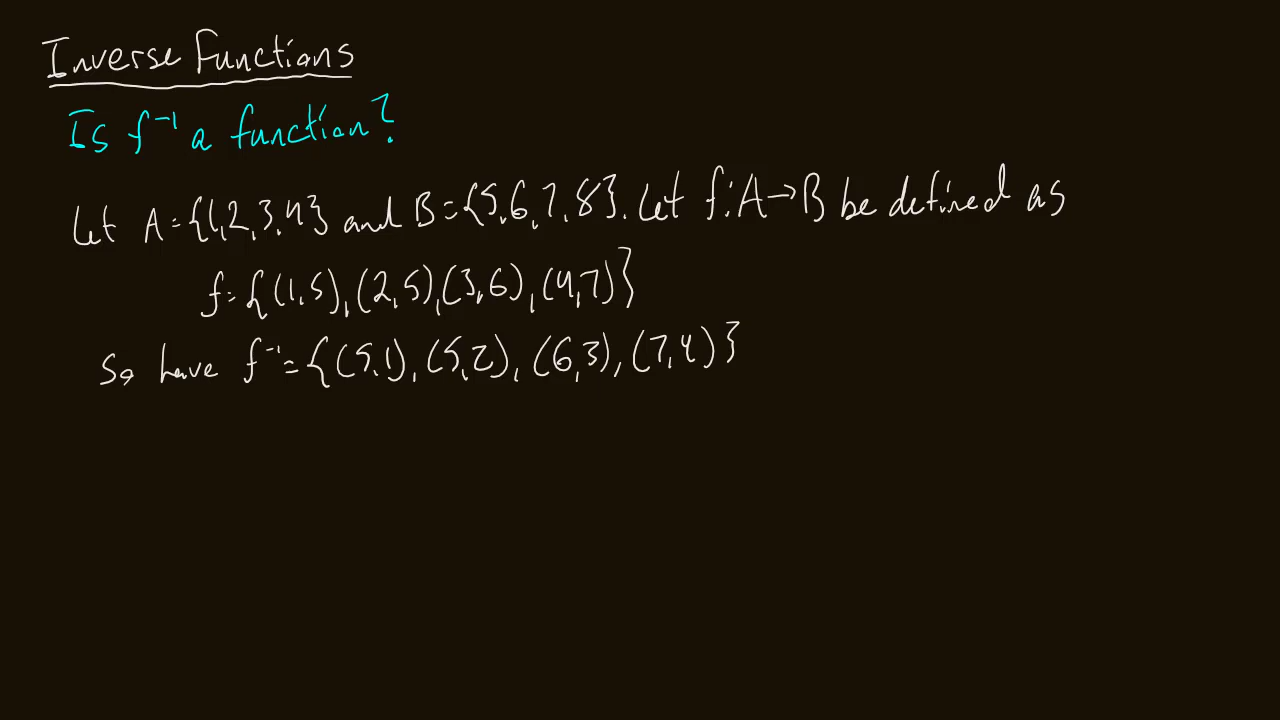 Inverse Functions
Is f⁻¹ a function?
Let A={1,2,3,4} and B={5,6,7,8}. Let f:A→B be defined as
f={(1,5),(2,5),(3,6),(4,7)}
So have f⁻¹={(5,1),(5,2),(6,3),(7,4)}